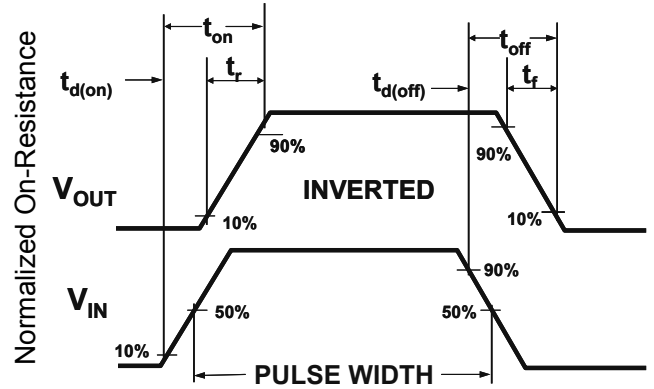 Normalized On-Resistance
t_on
t_off
t_d(on)
t_r
t_d(off)
t_f
90%
90%
V_OUT
INVERTED
10%
10%
90%
V_IN
50%
50%
10%
PULSE WIDTH